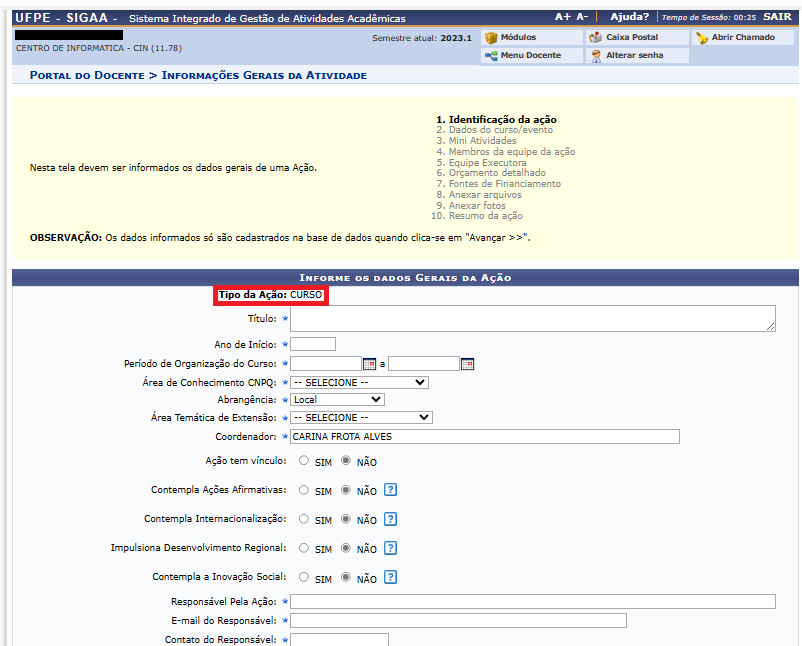 UFPE - SIGAA - Sistema Integrado de Gestão de Atividades Acadêmicas A+ A- | Ajuda? | Tempo de Sessão: 00:25 SAIR
CENTRO DE INFORMATICA - CIN (11.78)
Semestre atual: 2023.1
Módulos
Caixa Postal
Abrir Chamado
Menu Docente
Alterar senha
PORTAL DO DOCENTE > INFORMAÇÕES GERAIS DA ATIVIDADE
Nesta tela devem ser informados os dados gerais de uma Ação.
1. Identificação da ação
2. Dados do curso/evento
3. Mini Atividades
4. Membros da equipe da ação
5. Equipe Executora
6. Orçamento detalhado
7. Fontes de Financiamento
8. Anexar arquivos
9. Anexar fotos
10. Resumo da ação
OBSERVAÇÃO: Os dados informados só são cadastrados na base de dados quando clica-se em "Avançar >>".
INFORME OS DADOS GERAIS DA AÇÃO
Tipo da Ação: CURSO
Título:
Ano de Início:
Período de Organização do Curso: a
Área de Conhecimento CNPQ: -- SELECIONE --
Abrangência: Local
Área Temática de Extensão: -- SELECIONE --
Coordenador: CARINA FROTA ALVES
Ação tem vínculo: SIM NÃO
Contempla Ações Afirmativas: SIM NÃO ?
Contempla Internacionalização: SIM NÃO ?
Impulsiona Desenvolvimento Regional: SIM NÃO ?
Contempla a Inovação Social: SIM NÃO ?
Responsável Pela Ação:
E-mail do Responsável:
Contato do Responsável: